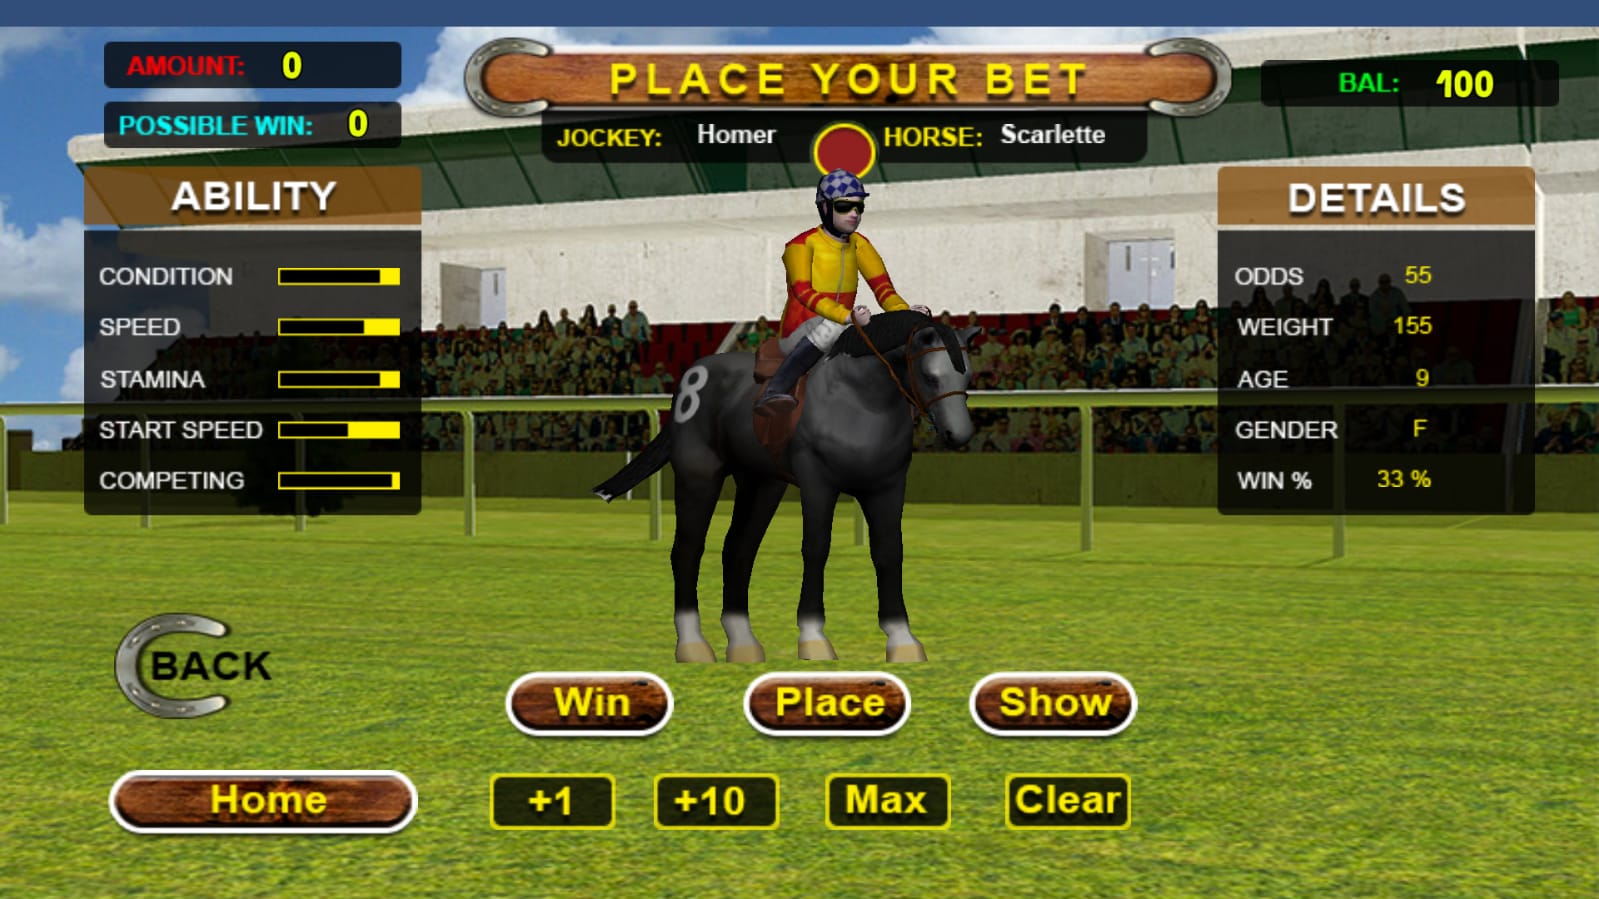 AMOUNT: 0
POSSIBLE WIN: 0
PLACE YOUR BET
BAL: 100
JOCKEY: Homer
HORSE: Scarlette
ABILITY
CONDITION
SPEED
STAMINA
START SPEED
COMPETING
DETAILS
ODDS 55
WEIGHT 155
AGE 9
GENDER F
WIN % 33 %
8
BACK
Win
Place
Show
Home
+1
+10
Max
Clear